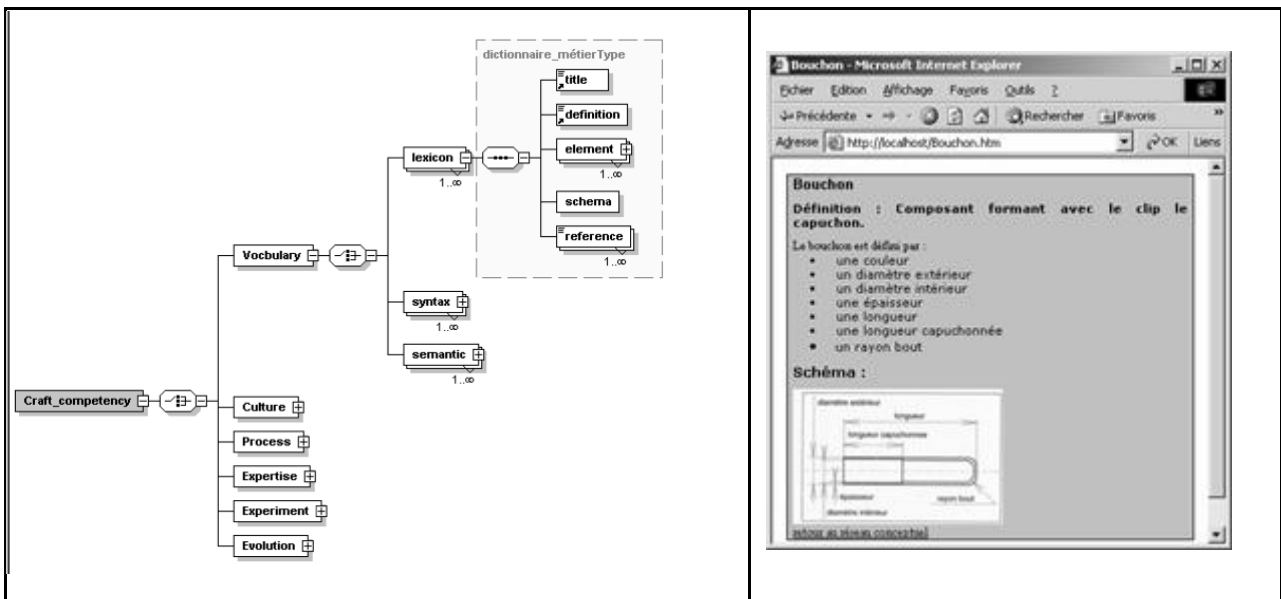 dictionnaire_métierType
title
definition
lexicon
element
1..∞
1..∞
schema
reference
1..∞
Vocbulary
syntax
1..∞
semantic
1..∞
Craft_competency
Culture
Process
Expertise
Experiment
Evolution
Bouchon - Microsoft Internet Explorer
Fichier Edition Affichage Favoris Outils ?
Précédente Rechercher Favoris »
Adresse http://localhost/Bouchon.htm OK Liens
Bouchon
Définition : Composant formant avec le clip le
capuchon.
Le bouchon est défini par :
• une couleur
• un diamètre extérieur
• un diamètre intérieur
• une épaisseur
• une longueur
• une longueur capuchonnée
• un rayon bout
Schéma :
diamètre extérieur
longueur
longueur capuchonnée
épaisseur
rayon bout
diamètre intérieur
retour au réseau conceptuel